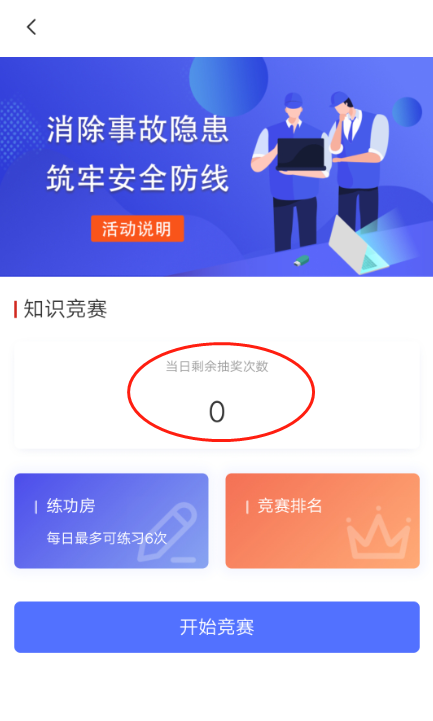 消除事故隐患
筑牢安全防线
活动说明
知识竞赛
当日剩余抽奖次数
0
练功房
每日最多可练习6次
竞赛排名
开始竞赛